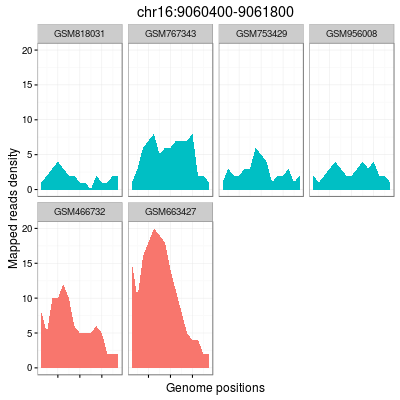 chr16:9060400-9061800
GSM818031 GSM767343 GSM753429 GSM956008
20
15
10
5
0
Mapped reads density
GSM466732 GSM663427
20
15
10
5
0
Genome positions